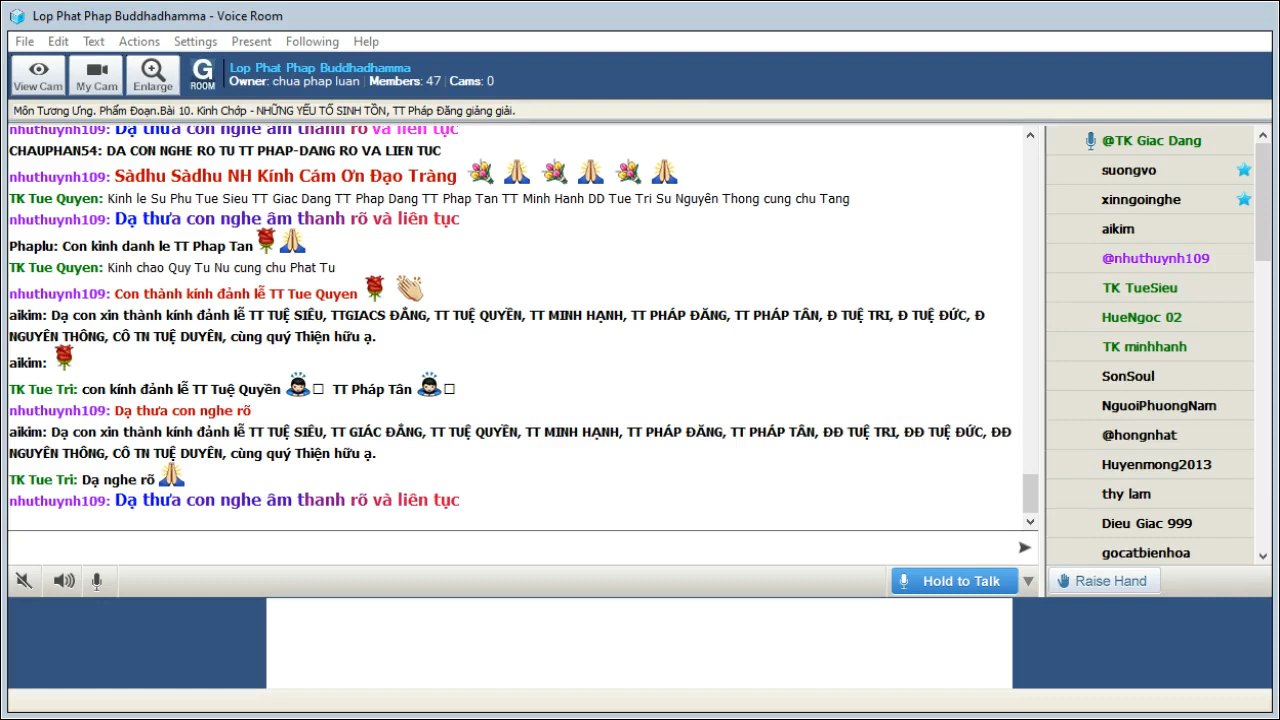 Lop Phat Phap Buddhadhamma - Voice Room
File Edit Text Actions Settings Present Following Help
View Cam My Cam Enlarge G ROOM
Lop Phat Phap Buddhadhamma
Owner: chua phap luan Members: 47 Cams: 0
Môn Tương Ưng. Phẩm Đoạn.Bài 10. Kinh Chớp - NHỮNG YẾU TỐ SINH TỒN, TT Pháp Đăng giảng giải.
nhuthuynh109: Dạ thưa con nghe âm thanh rõ và liên tục
CHAUPHAN54: DA CON NGHE RO TU TT PHAP-DANG RO VA LIEN TUC
nhuthuynh109: Sàdhu Sàdhu NH Kính Cám Ơn Đạo Tràng
TK Tue Quyen: Kinh le Su Phu Tue Sieu TT Giac Dang TT Phap Dang TT Phap Tan TT Minh Hanh DD Tue Tri Su Nguyên Thong cung chu Tang
nhuthuynh109: Dạ thưa con nghe âm thanh rõ và liên tục
Phaplu: Con kinh danh le TT Phap Tan
TK Tue Quyen: Kinh chao Quy Tu Nu cung chu Phat Tu
nhuthuynh109: Con thành kính đảnh lễ TT Tue Quyen
aikim: Dạ con xin thành kính đảnh lễ TT TUỆ SIÊU, TTGIACS ĐẲNG, TT TUỆ QUYỀN, TT MINH HẠNH, TT PHÁP ĐĂNG, TT PHÁP TÂN, Đ TUỆ TRI, Đ TUỆ ĐỨC, Đ
NGUYÊN THÔNG, CÔ TN TUỆ DUYÊN, cùng quý Thiện hữu ạ.
aikim:
TK Tue Tri: con kính đảnh lễ TT Tuệ Quyền TT Pháp Tân
nhuthuynh109: Dạ thưa con nghe rõ
aikim: Dạ con xin thành kính đảnh lễ TT TUỆ SIÊU, TT GIÁC ĐẲNG, TT TUỆ QUYỀN, TT MINH HẠNH, TT PHÁP ĐĂNG, TT PHÁP TÂN, ĐĐ TUỆ TRI, ĐĐ TUỆ ĐỨC, ĐĐ
NGUYÊN THÔNG, CÔ TN TUỆ DUYÊN, cùng quý Thiện hữu ạ.
TK Tue Tri: Dạ nghe rõ
nhuthuynh109: Dạ thưa con nghe âm thanh rõ và liên tục
@TK Giac Dang
suongvo
xinngoinghe
aikim
@nhuthuynh109
TK TueSieu
HueNgoc 02
TK minhhanh
SonSoul
NguoiPhuongNam
@hongnhat
Huyenmong2013
thy lam
Dieu Giac 999
gocatbienhoa
Hold to Talk
Raise Hand